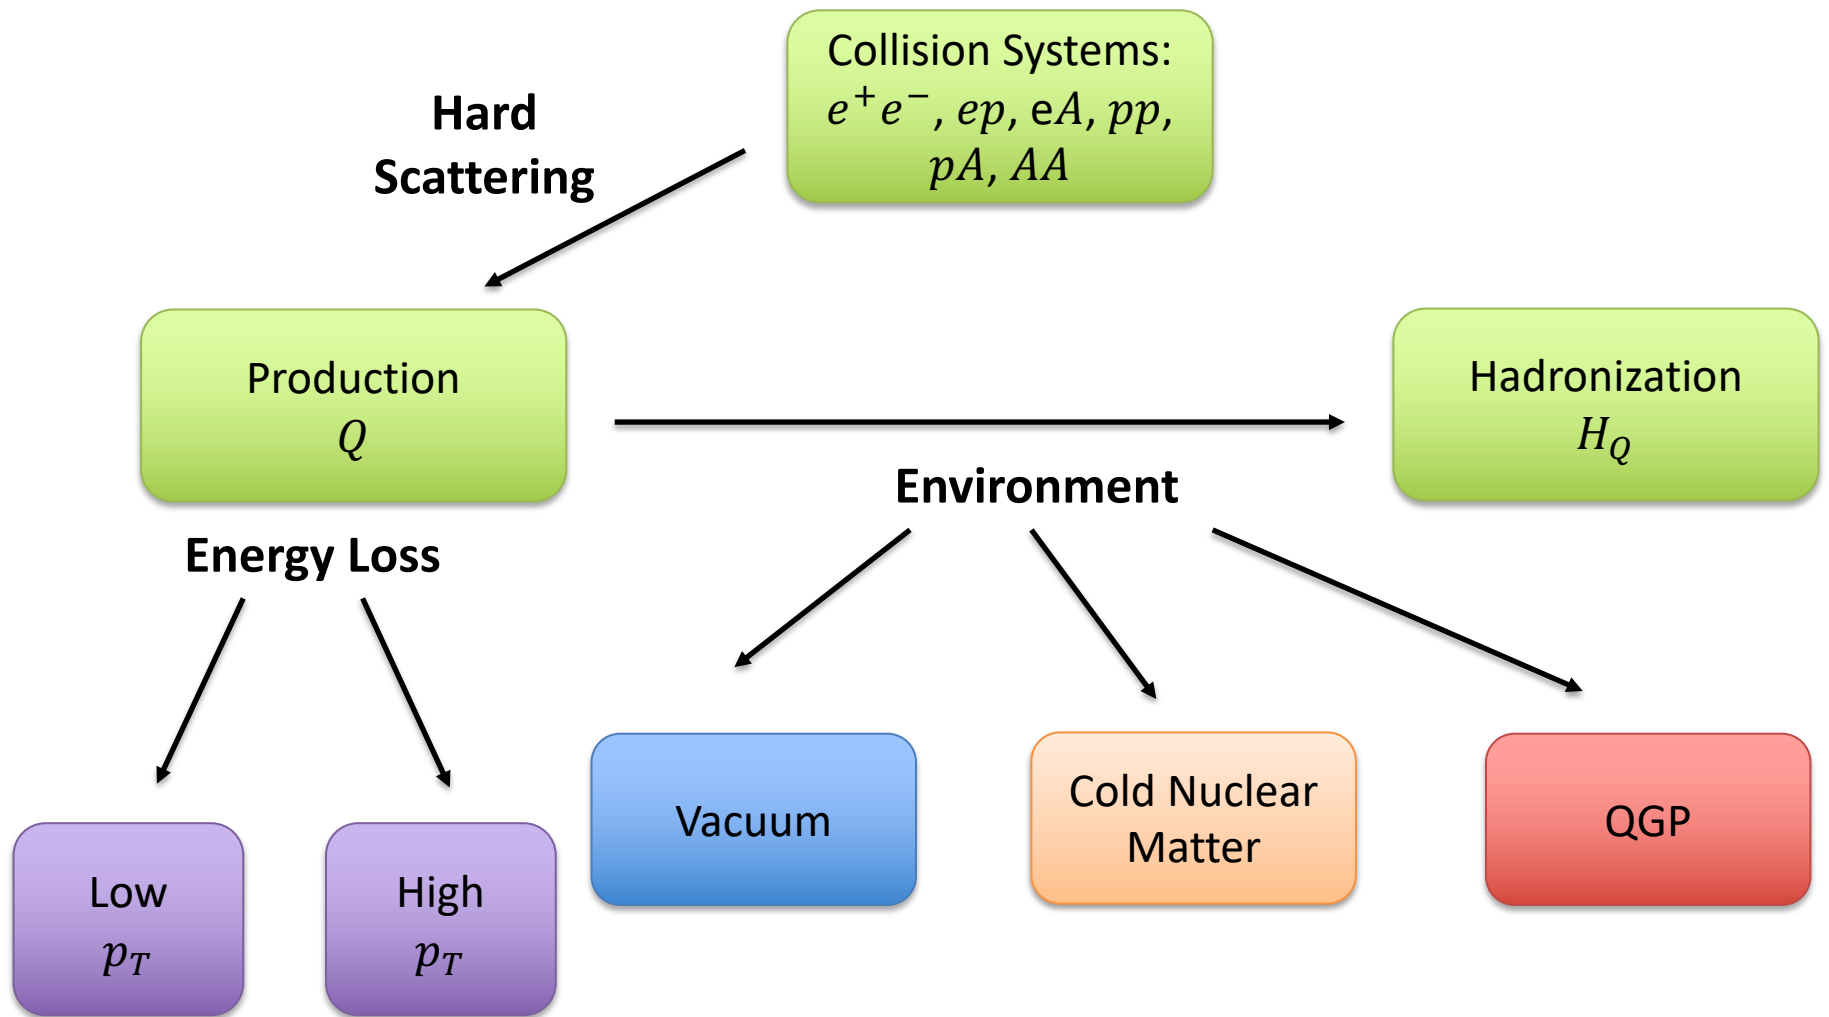 Collision Systems:
e⁺e⁻, ep, eA, pp,
pA, AA
Hard
Scattering
Production
Q
Hadronization
H_Q
Environment
Energy Loss
Vacuum
Cold Nuclear
Matter
QGP
Low
p_T
High
p_T